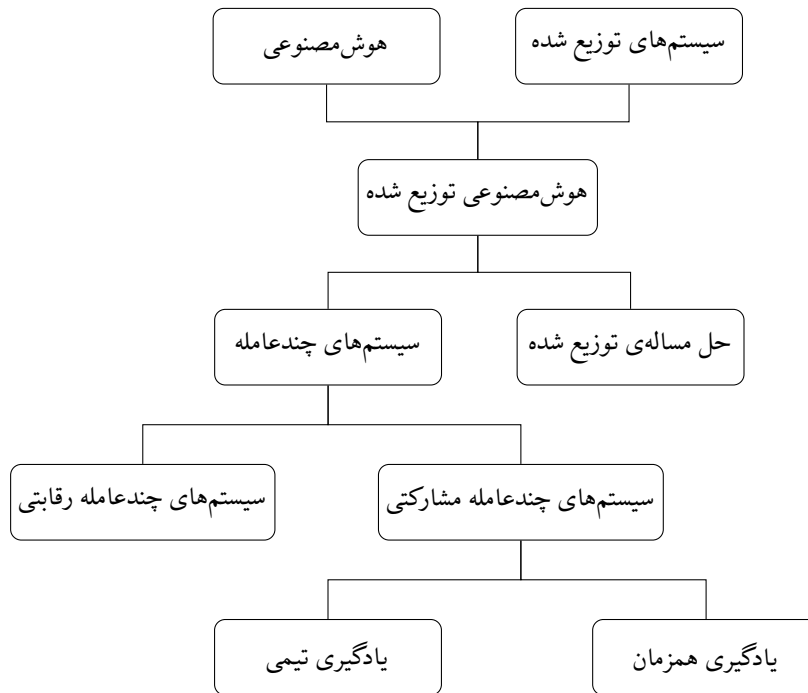 سیستم‌های توزیع شده
هوش‌مصنوعی
هوش‌مصنوعی توزیع شده
حل مساله‌ی توزیع شده
سیستم‌های چندعامله
سیستم‌های چندعامله مشارکتی
سیستم‌های چندعامله رقابتی
یادگیری همزمان
یادگیری تیمی